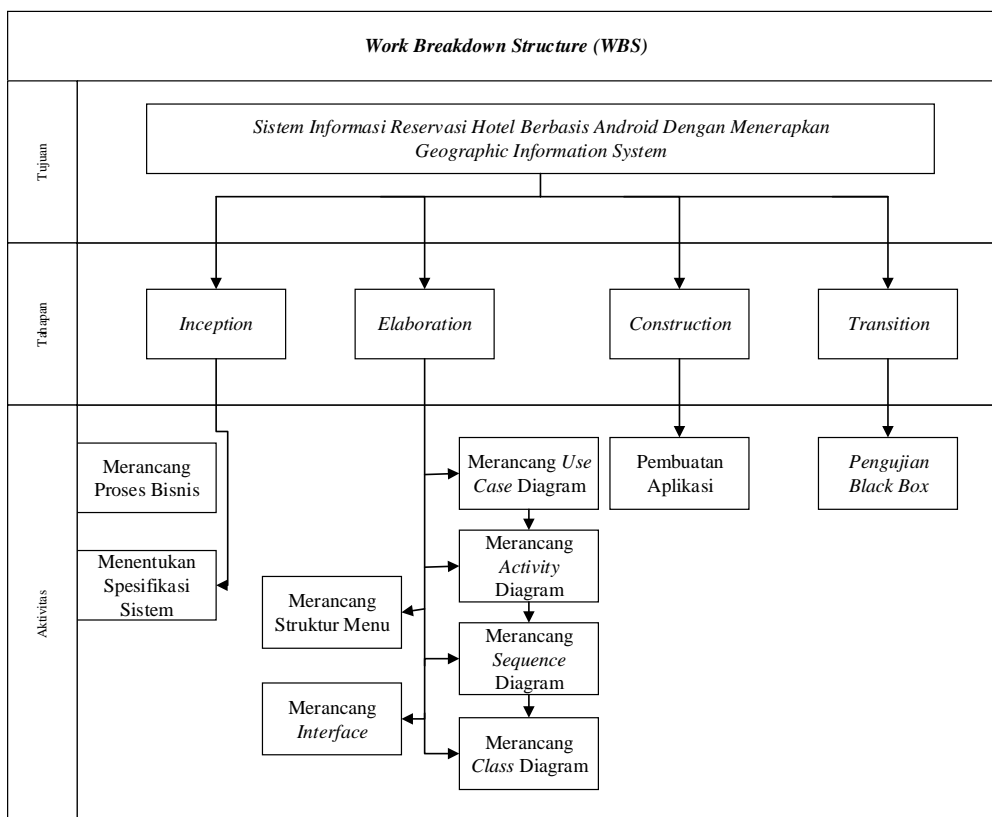 Work Breakdown Structure (WBS)
Tujuan
Sistem Informasi Reservasi Hotel Berbasis Android Dengan Menerapkan
Geographic Information System
Tahapan
Inception
Elaboration
Construction
Transition
Aktivitas
Merancang
Proses Bisnis
Menentukan
Spesifikasi
Sistem
Merancang
Struktur Menu
Merancang
Interface
Merancang Use
Case Diagram
Merancang
Activity
Diagram
Merancang
Sequence
Diagram
Merancang
Class Diagram
Pembuatan
Aplikasi
Pengujian
Black Box